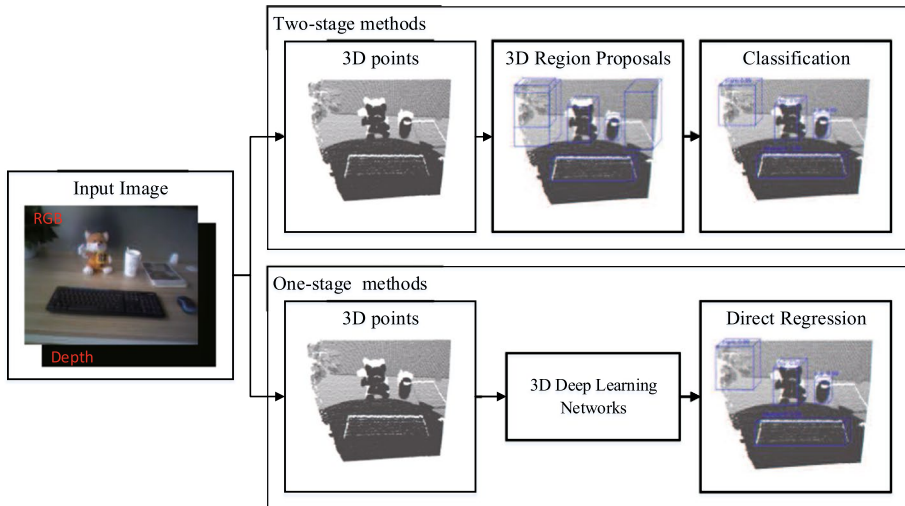 Two-stage methods
3D points
3D Region Proposals
Classification
Input Image
RGB
Depth
One-stage methods
3D points
3D Deep Learning
Networks
Direct Regression